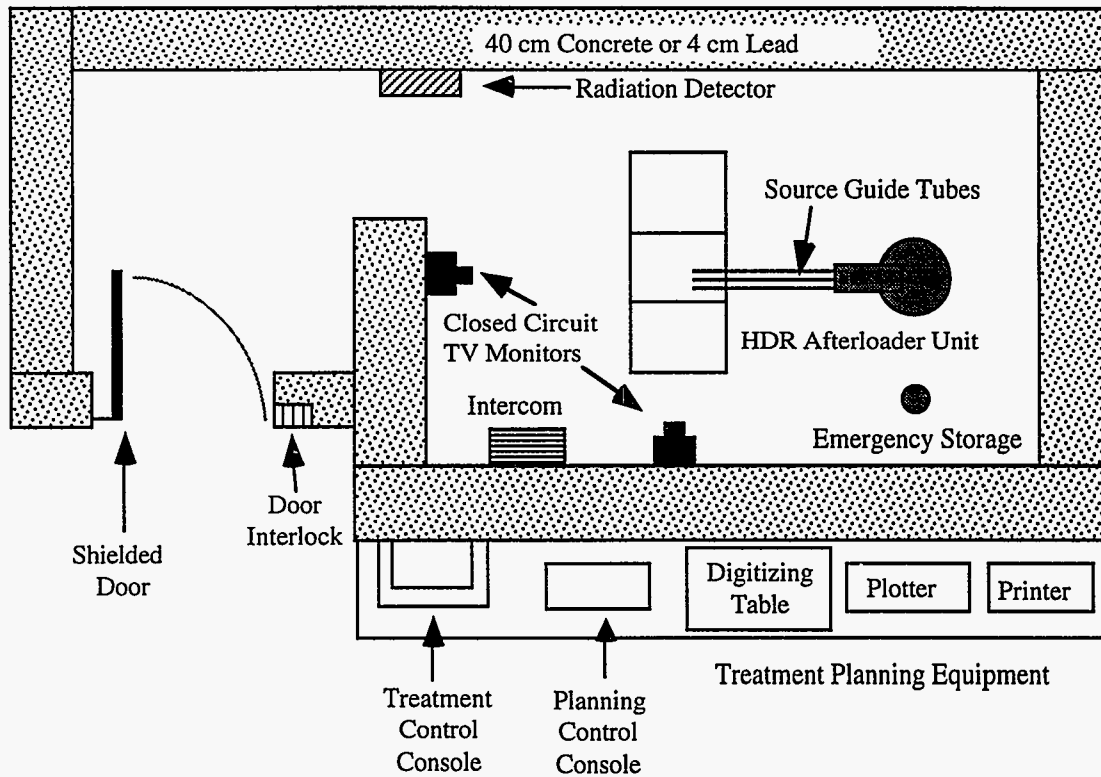 40 cm Concrete or 4 cm Lead
Radiation Detector
Source Guide Tubes
Closed Circuit
TV Monitors
HDR Afterloader Unit
Intercom
Emergency Storage
Door
Interlock
Shielded
Door
Digitizing
Table
Plotter
Printer
Treatment Planning Equipment
Treatment
Control
Console
Planning
Control
Console